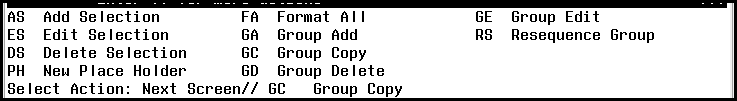 AS  Add Selection          FA  Format All             GE  Group Edit
ES  Edit Selection         GA  Group Add              RS  Resequence Group
DS  Delete Selection       GC  Group Copy
PH  New Place Holder       GD  Group Delete
Select Action: Next Screen// GC   Group Copy